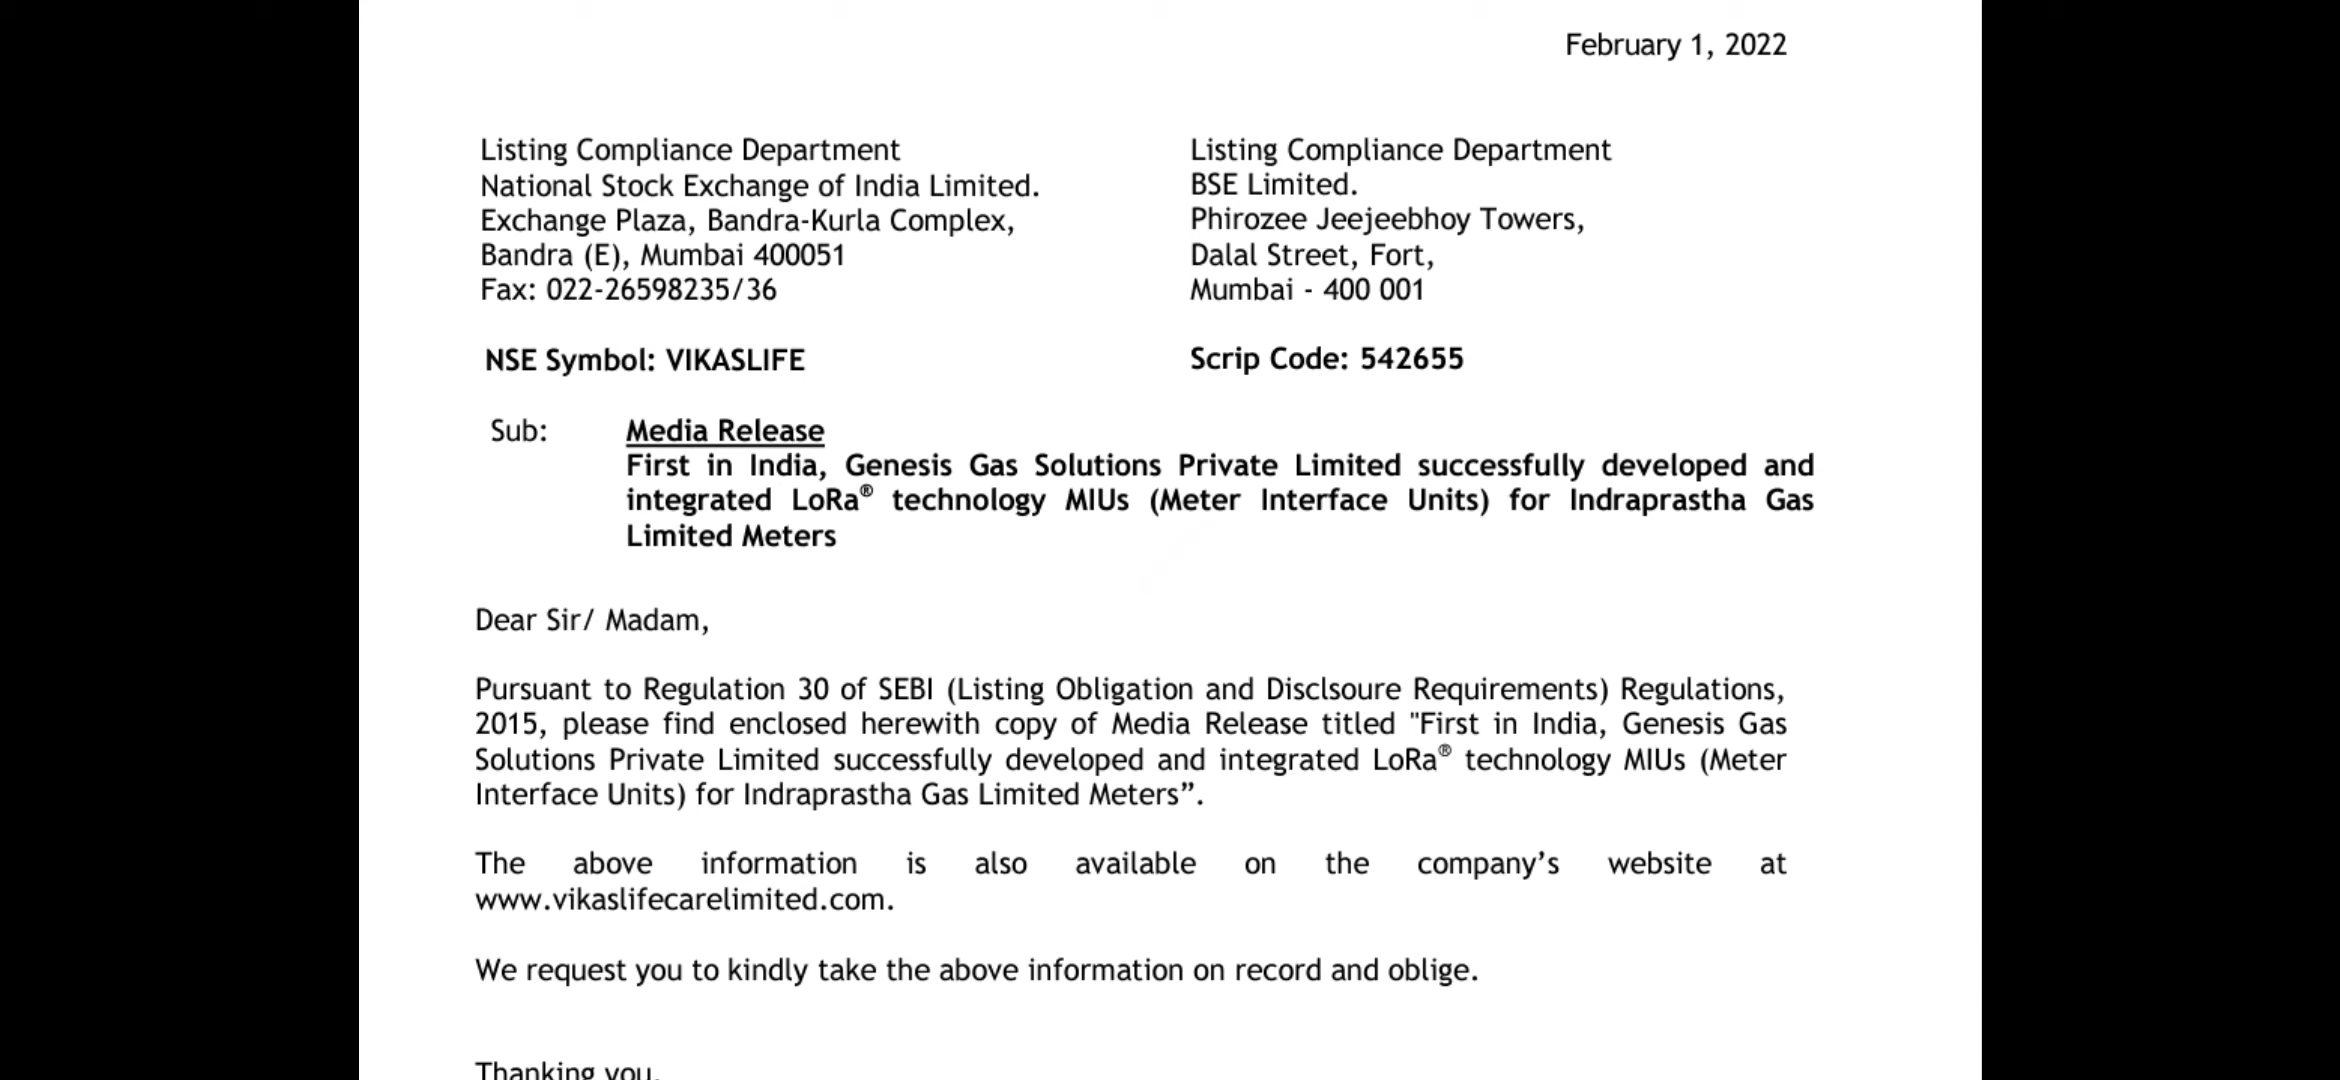 February 1, 2022
Listing Compliance Department
National Stock Exchange of India Limited.
Exchange Plaza, Bandra-Kurla Complex,
Bandra (E), Mumbai 400051
Fax: 022-26598235/36
NSE Symbol: VIKASLIFE
Listing Compliance Department
BSE Limited.
Phirozee Jeejeebhoy Towers,
Dalal Street, Fort,
Mumbai - 400 001
Scrip Code: 542655
Sub: Media Release
First in India, Genesis Gas Solutions Private Limited successfully developed and
integrated LoRa® technology MIUs (Meter Interface Units) for Indraprastha Gas
Limited Meters
Dear Sir/ Madam,
Pursuant to Regulation 30 of SEBI (Listing Obligation and Disclsoure Requirements) Regulations,
2015, please find enclosed herewith copy of Media Release titled "First in India, Genesis Gas
Solutions Private Limited successfully developed and integrated LoRa® technology MIUs (Meter
Interface Units) for Indraprastha Gas Limited Meters”.
The above information is also available on the company’s website at
www.vikaslifecarelimited.com.
We request you to kindly take the above information on record and oblige.
Thanking you,